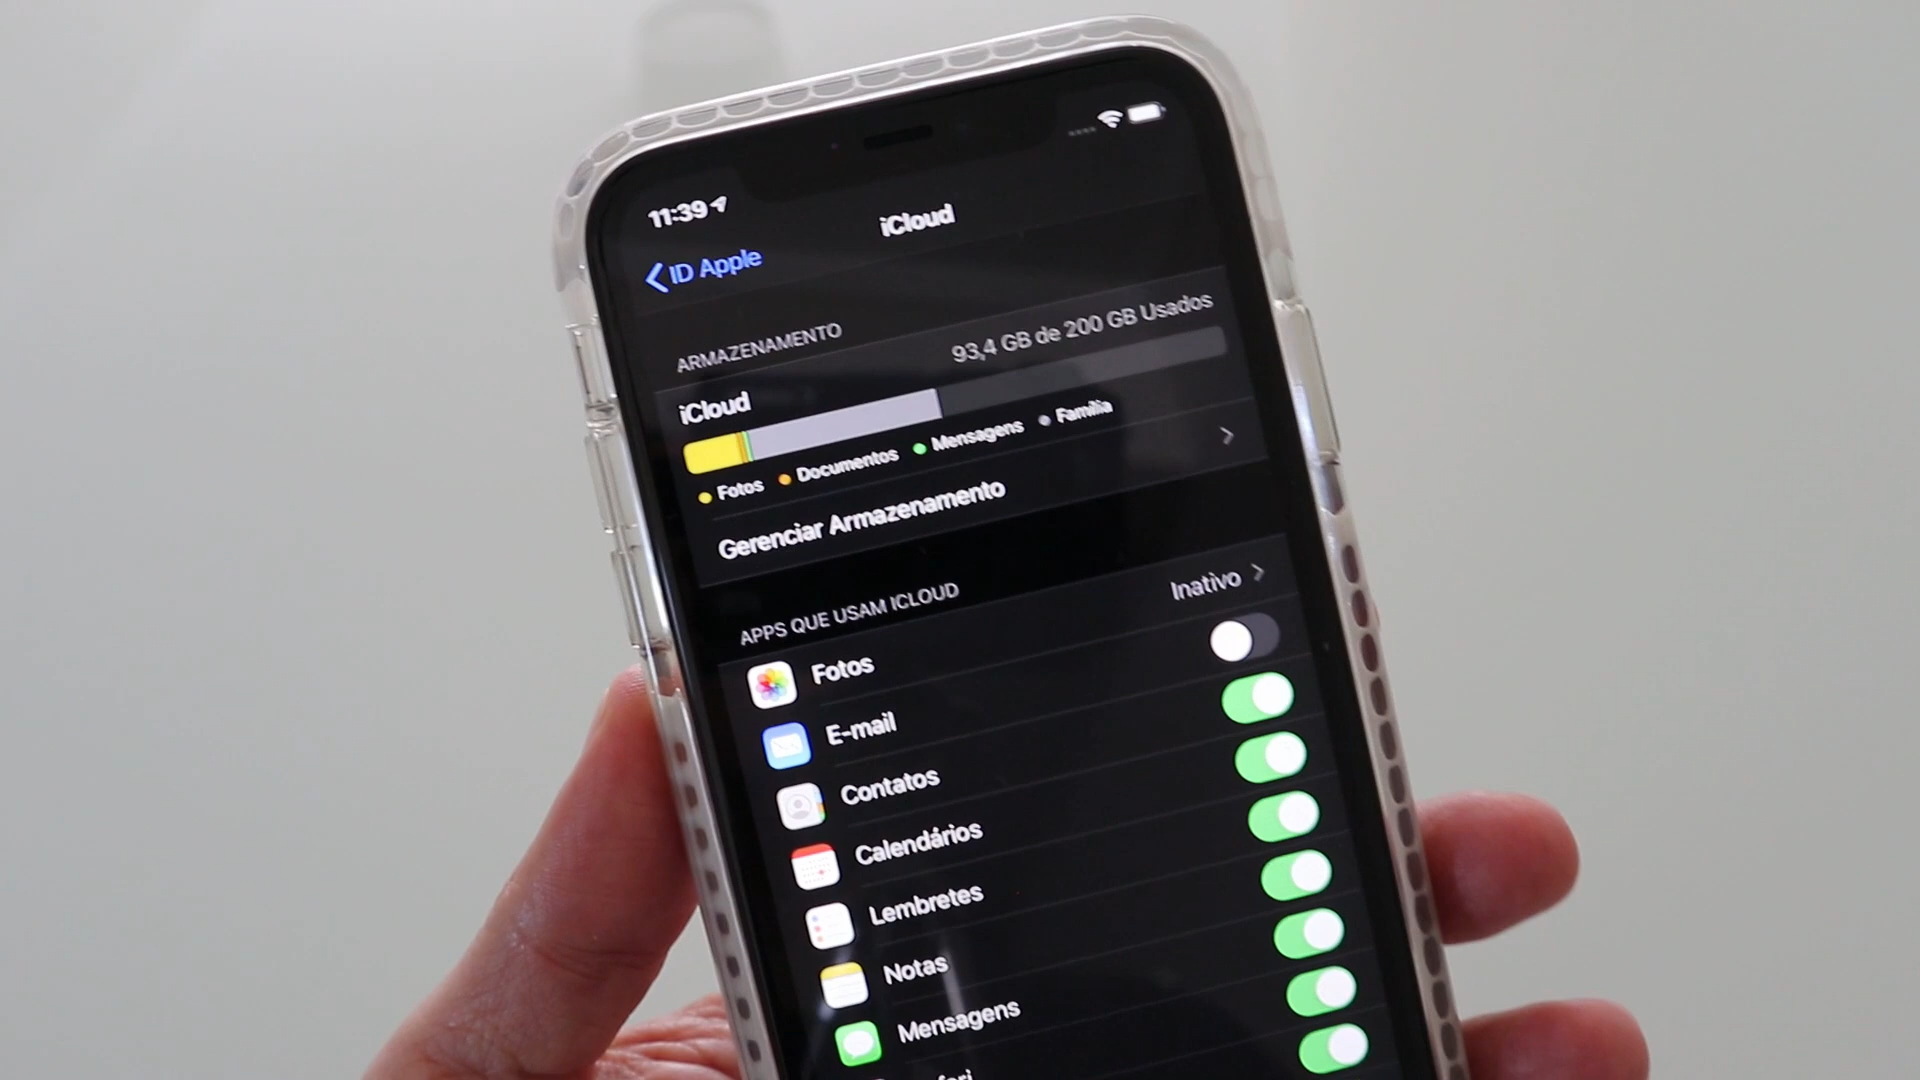 11:39
iCloud
ID Apple
ARMAZENAMENTO
iCloud
93,4 GB de 200 GB Usados
Fotos Documentos Mensagens Família
Gerenciar Armazenamento
APPS QUE USAM ICLOUD
Fotos Inativo
E-mail
Contatos
Calendários
Lembretes
Notas
Mensagens